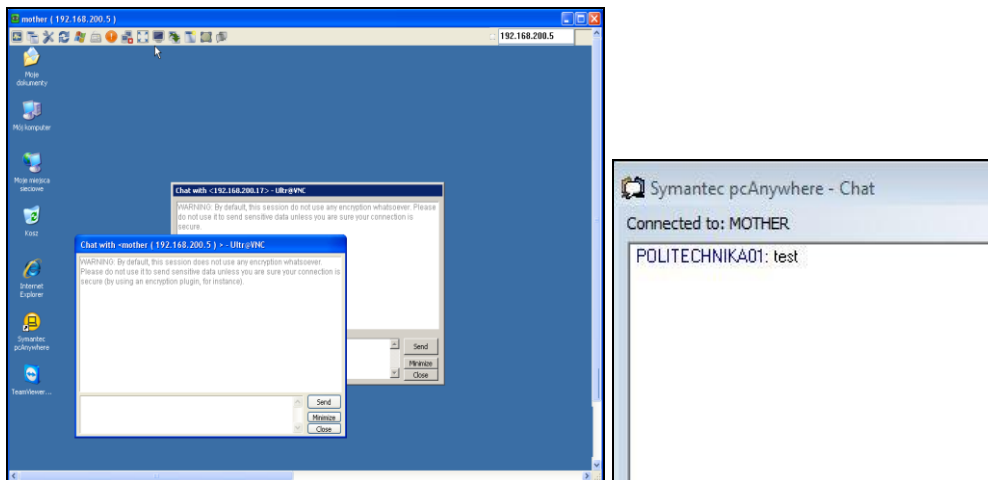 mother ( 192.168.200.5 )
192.168.200.5
Moje
dokumenty
Mój komputer
Moje miejsca
sieciowe
Kosz
Internet
Explorer
Symantec
pcAnywhere
TeamViewer ...
Chat with <192.168.200.17> - Ultr@VNC
WARNING: By default, this session do not use any encryption whatsoever. Please
do not use it to send sensitive data unless you are sure your connection is
secure.
Send
Minimize
Close
Chat with <mother ( 192.168.200.5 ) > - Ultr@VNC
WARNING: By default, this session does not use any encryption whatsoever.
Please do not use it to send sensitive data unless you are sure your connection is
secure (by using an encryption plugin, for instance).
Send
Minimize
Close
Symantec pcAnywhere - Chat
Connected to: MOTHER
POLITECHNIKA01: test